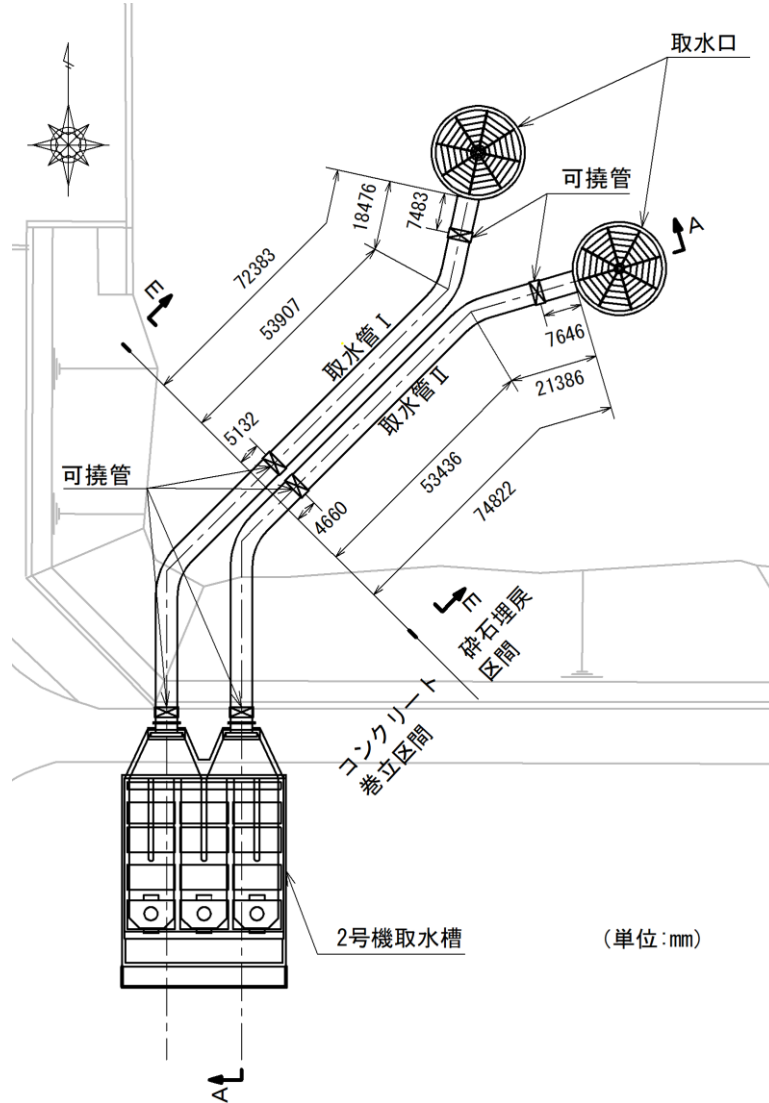 取水口
可撓管
7483
18476
A
72383
53907
E
7646
取水管Ⅰ
21386
取水管Ⅱ
5132
53436
可撓管
74822
4660
E
砕石埋戻
区間
コンクリート
巻立区間
2号機取水槽
(単位:mm)
A